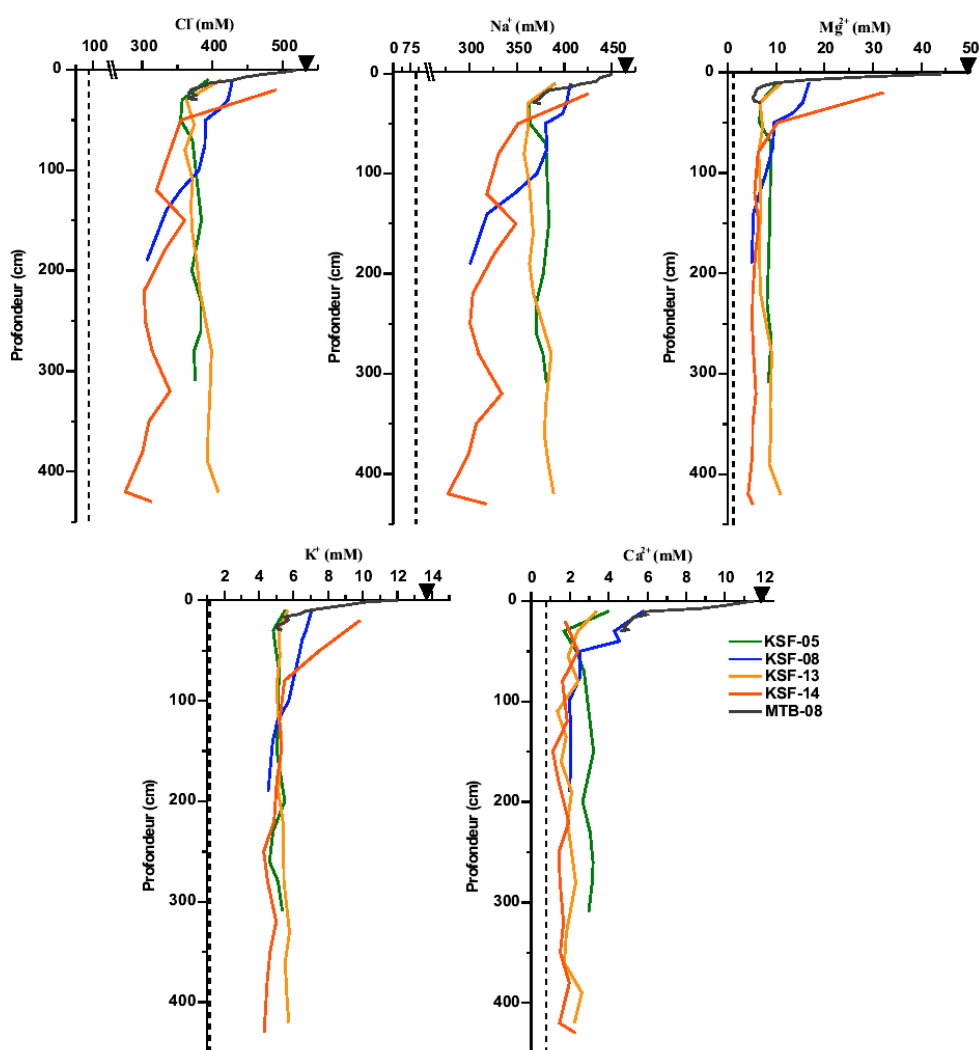 Cl⁻ (mM)
100 300 400 500
Na⁺ (mM)
0 75 300 350 400 450
Mg²⁺ (mM)
0 10 20 30 40 50
Profondeur (cm)
0
100
200
300
400
Profondeur (cm)
0
100
200
300
400
Profondeur (cm)
0
100
200
300
400
K⁺ (mM)
2 4 6 8 10 12 14
Ca²⁺ (mM)
0 2 4 6 8 10 12
Profondeur (cm)
0
100
200
300
400
Profondeur (cm)
0
100
200
300
400
KSF-05
KSF-08
KSF-13
KSF-14
MTB-08